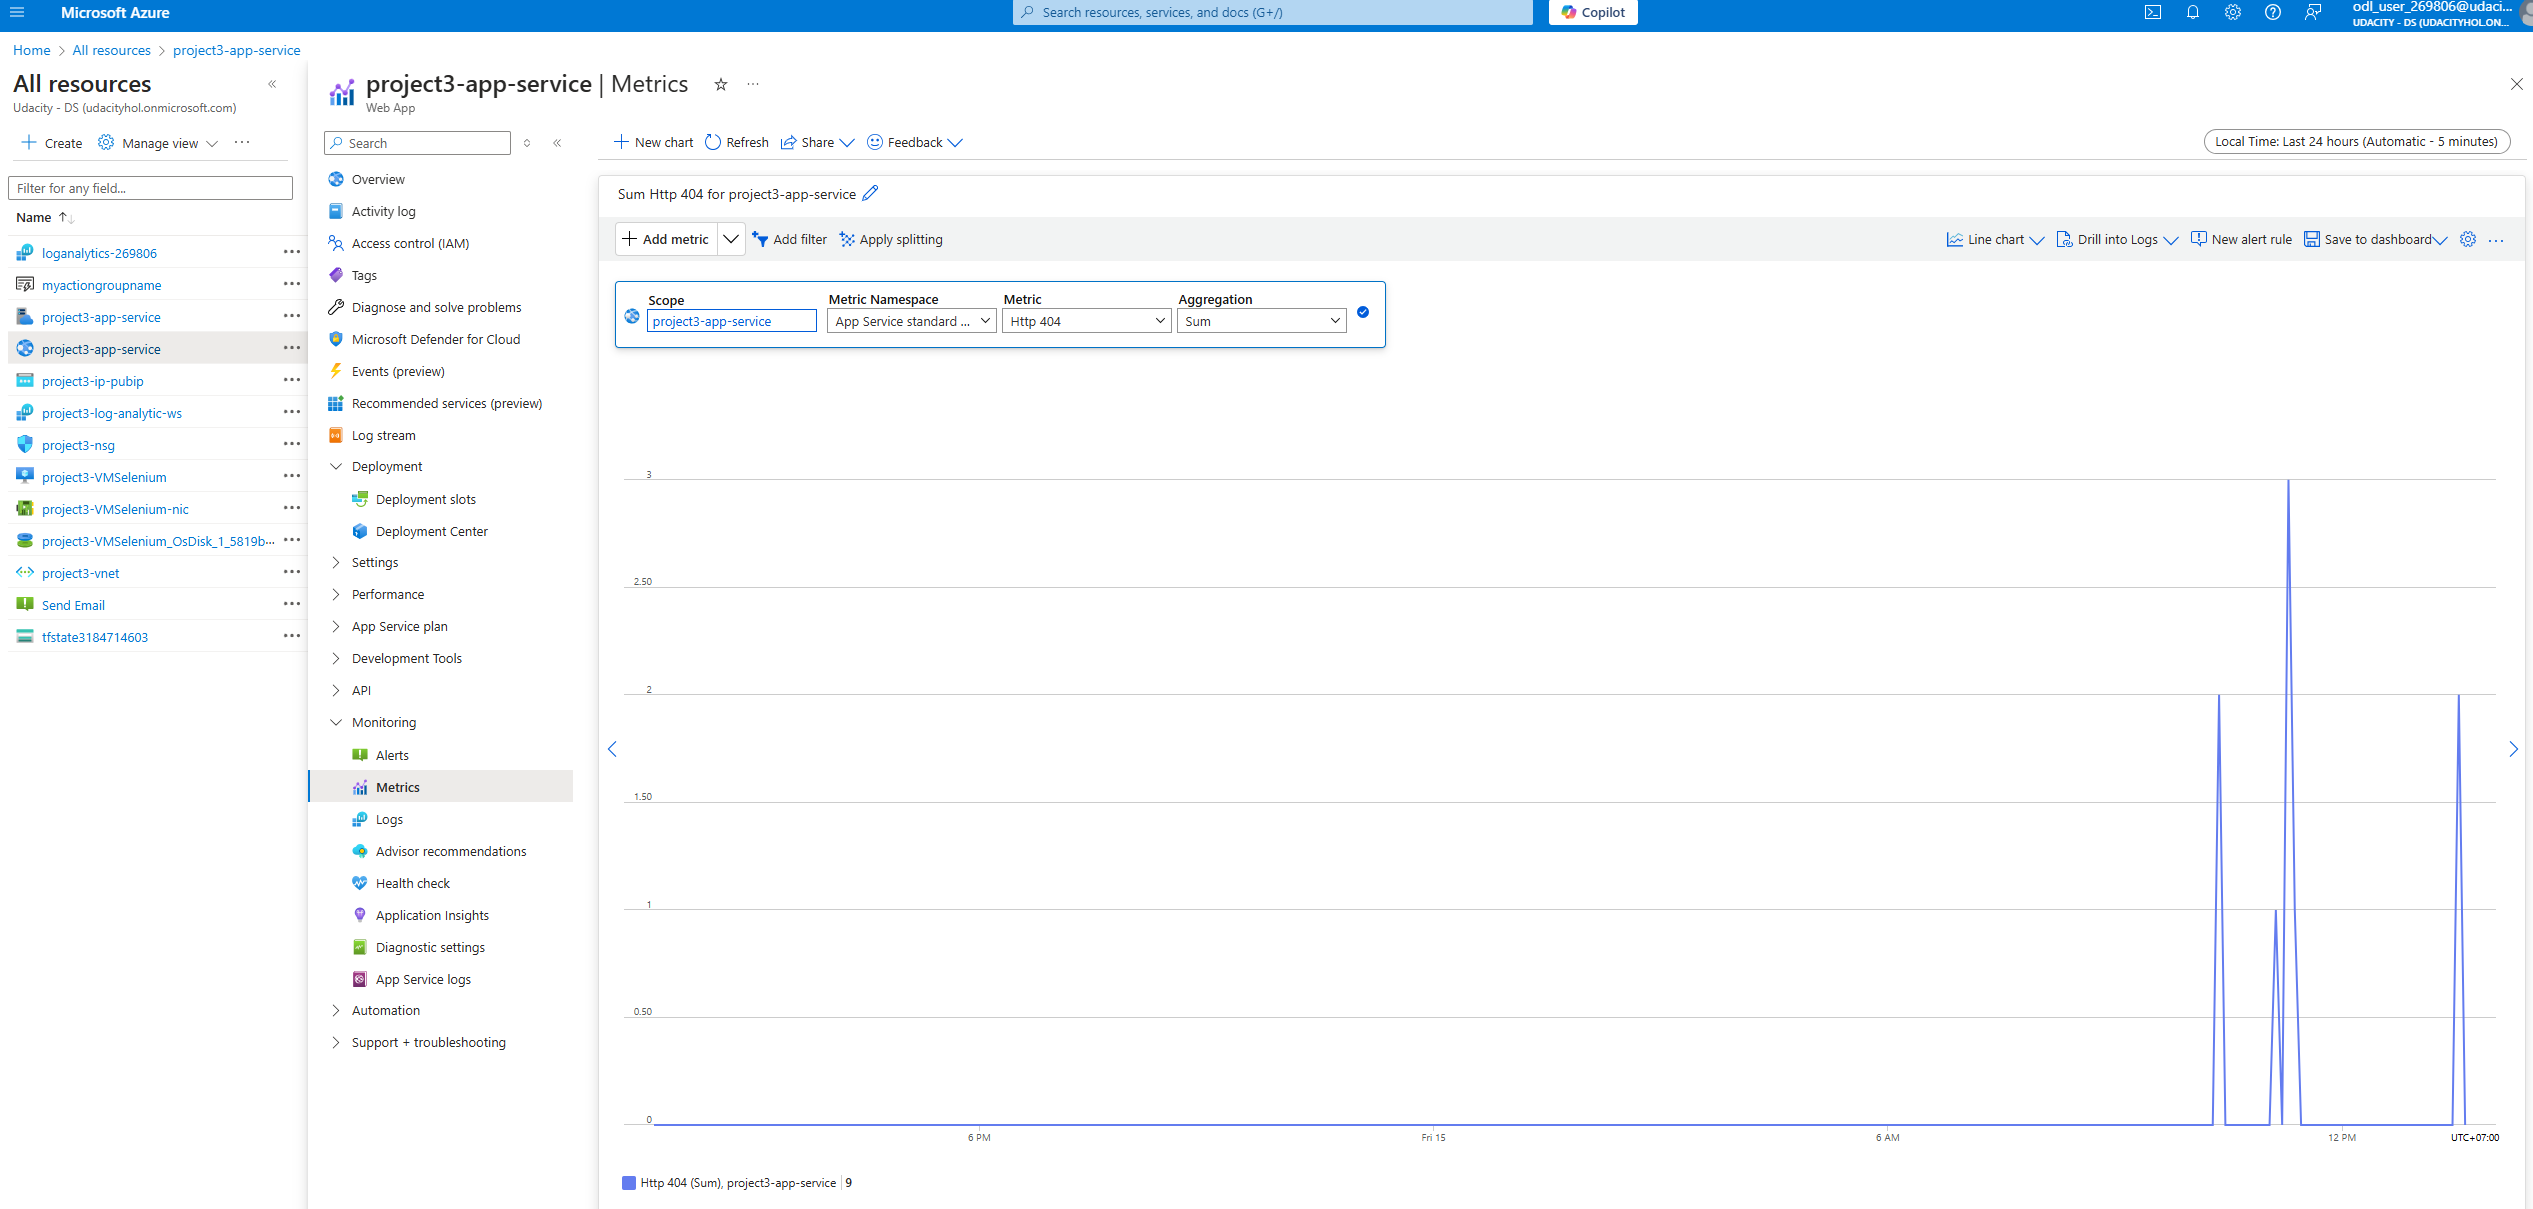 Microsoft Azure
Search resources, services, and docs (G+/)
Copilot
odl_user_269806@udaci...
UDACITY - DS (UDACITYHOL.ON...
Home > All resources > project3-app-service
All resources
Udacity - DS (udacityhol.onmicrosoft.com)
Create
Manage view
Filter for any field...
Name
loganalytics-269806
myactiongroupname
project3-app-service
project3-app-service
project3-ip-pubip
project3-log-analytic-ws
project3-nsg
project3-VMSelenium
project3-VMSelenium-nic
project3-VMSelenium_OsDisk_1_5819b...
project3-vnet
Send Email
tfstate3184714603
project3-app-service | Metrics
Web App
Search
Overview
Activity log
Access control (IAM)
Tags
Diagnose and solve problems
Microsoft Defender for Cloud
Events (preview)
Recommended services (preview)
Log stream
Deployment
Deployment slots
Deployment Center
Settings
Performance
App Service plan
Development Tools
API
Monitoring
Alerts
Metrics
Logs
Advisor recommendations
Health check
Application Insights
Diagnostic settings
App Service logs
Automation
Support + troubleshooting
New chart Refresh Share Feedback
Local Time: Last 24 hours (Automatic - 5 minutes)
Sum Http 404 for project3-app-service
Add metric Add filter Apply splitting
Line chart Drill into Logs New alert rule Save to dashboard
Scope Metric Namespace Metric Aggregation
project3-app-service App Service standard ... Http 404 Sum
3
2.50
2
1.50
1
0.50
0
6 PM Fri 15 6 AM 12 PM UTC+07:00
Http 404 (Sum), project3-app-service | 9